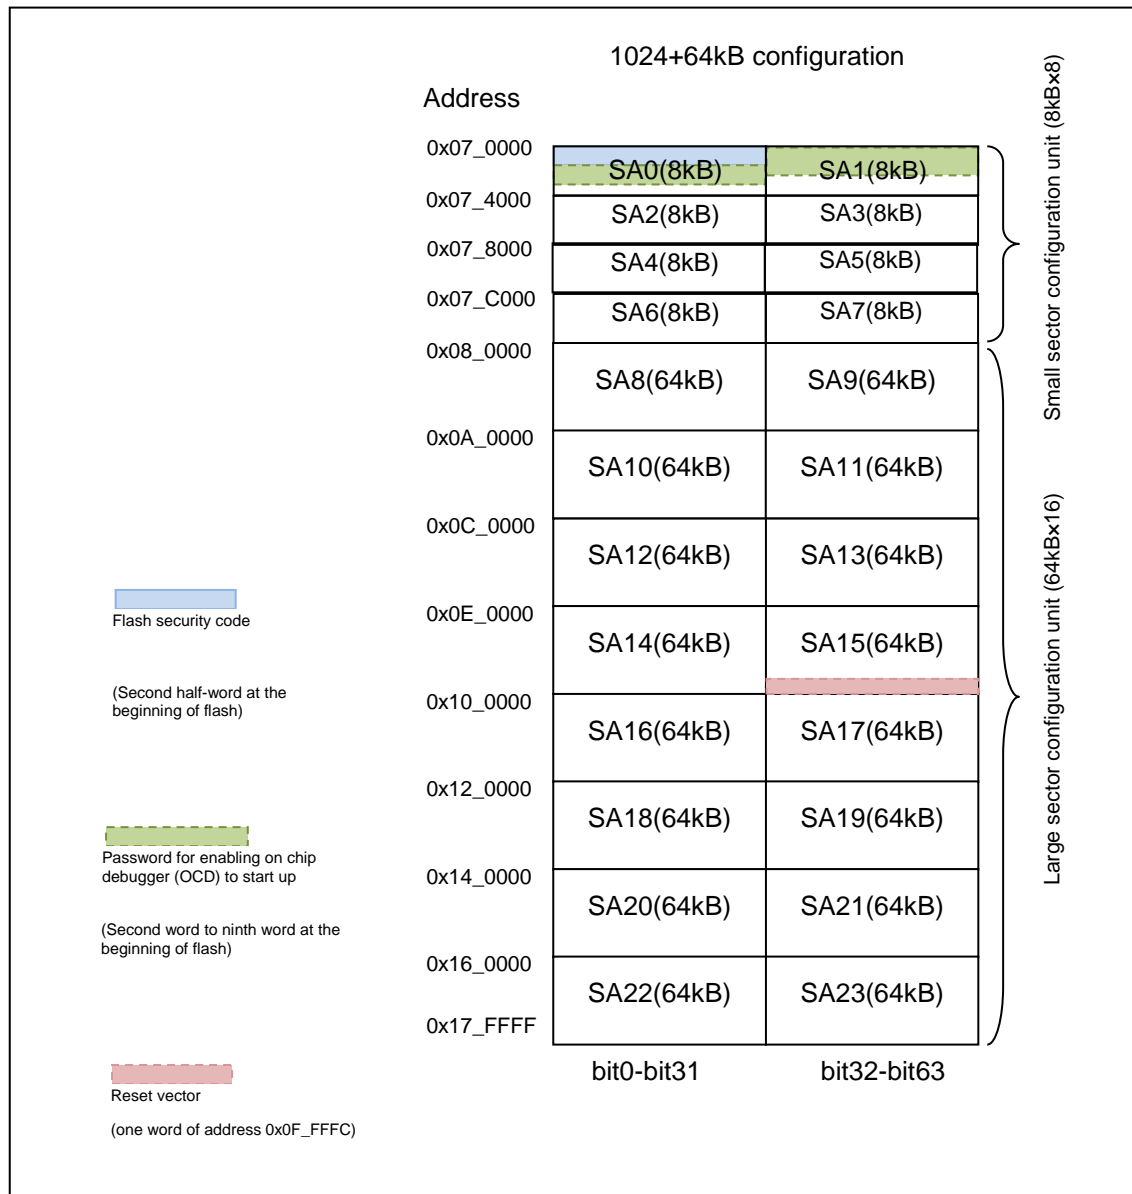 1024+64kB configuration
Address
0x07_0000
SA0(8kB)
SA1(8kB)
0x07_4000
SA2(8kB)
SA3(8kB)
0x07_8000
SA4(8kB)
SA5(8kB)
0x07_C000
SA6(8kB)
SA7(8kB)
0x08_0000
SA8(64kB)
SA9(64kB)
0x0A_0000
SA10(64kB)
SA11(64kB)
0x0C_0000
SA12(64kB)
SA13(64kB)
0x0E_0000
SA14(64kB)
SA15(64kB)
0x10_0000
SA16(64kB)
SA17(64kB)
0x12_0000
SA18(64kB)
SA19(64kB)
0x14_0000
SA20(64kB)
SA21(64kB)
0x16_0000
SA22(64kB)
SA23(64kB)
0x17_FFFF
bit0-bit31
bit32-bit63
Small sector configuration unit (8kB×8)
Large sector configuration unit (64kB×16)
Flash security code
(Second half-word at the
beginning of flash)
Password for enabling on chip
debugger (OCD) to start up
(Second word to ninth word at the
beginning of flash)
Reset vector
(one word of address 0x0F_FFFC)